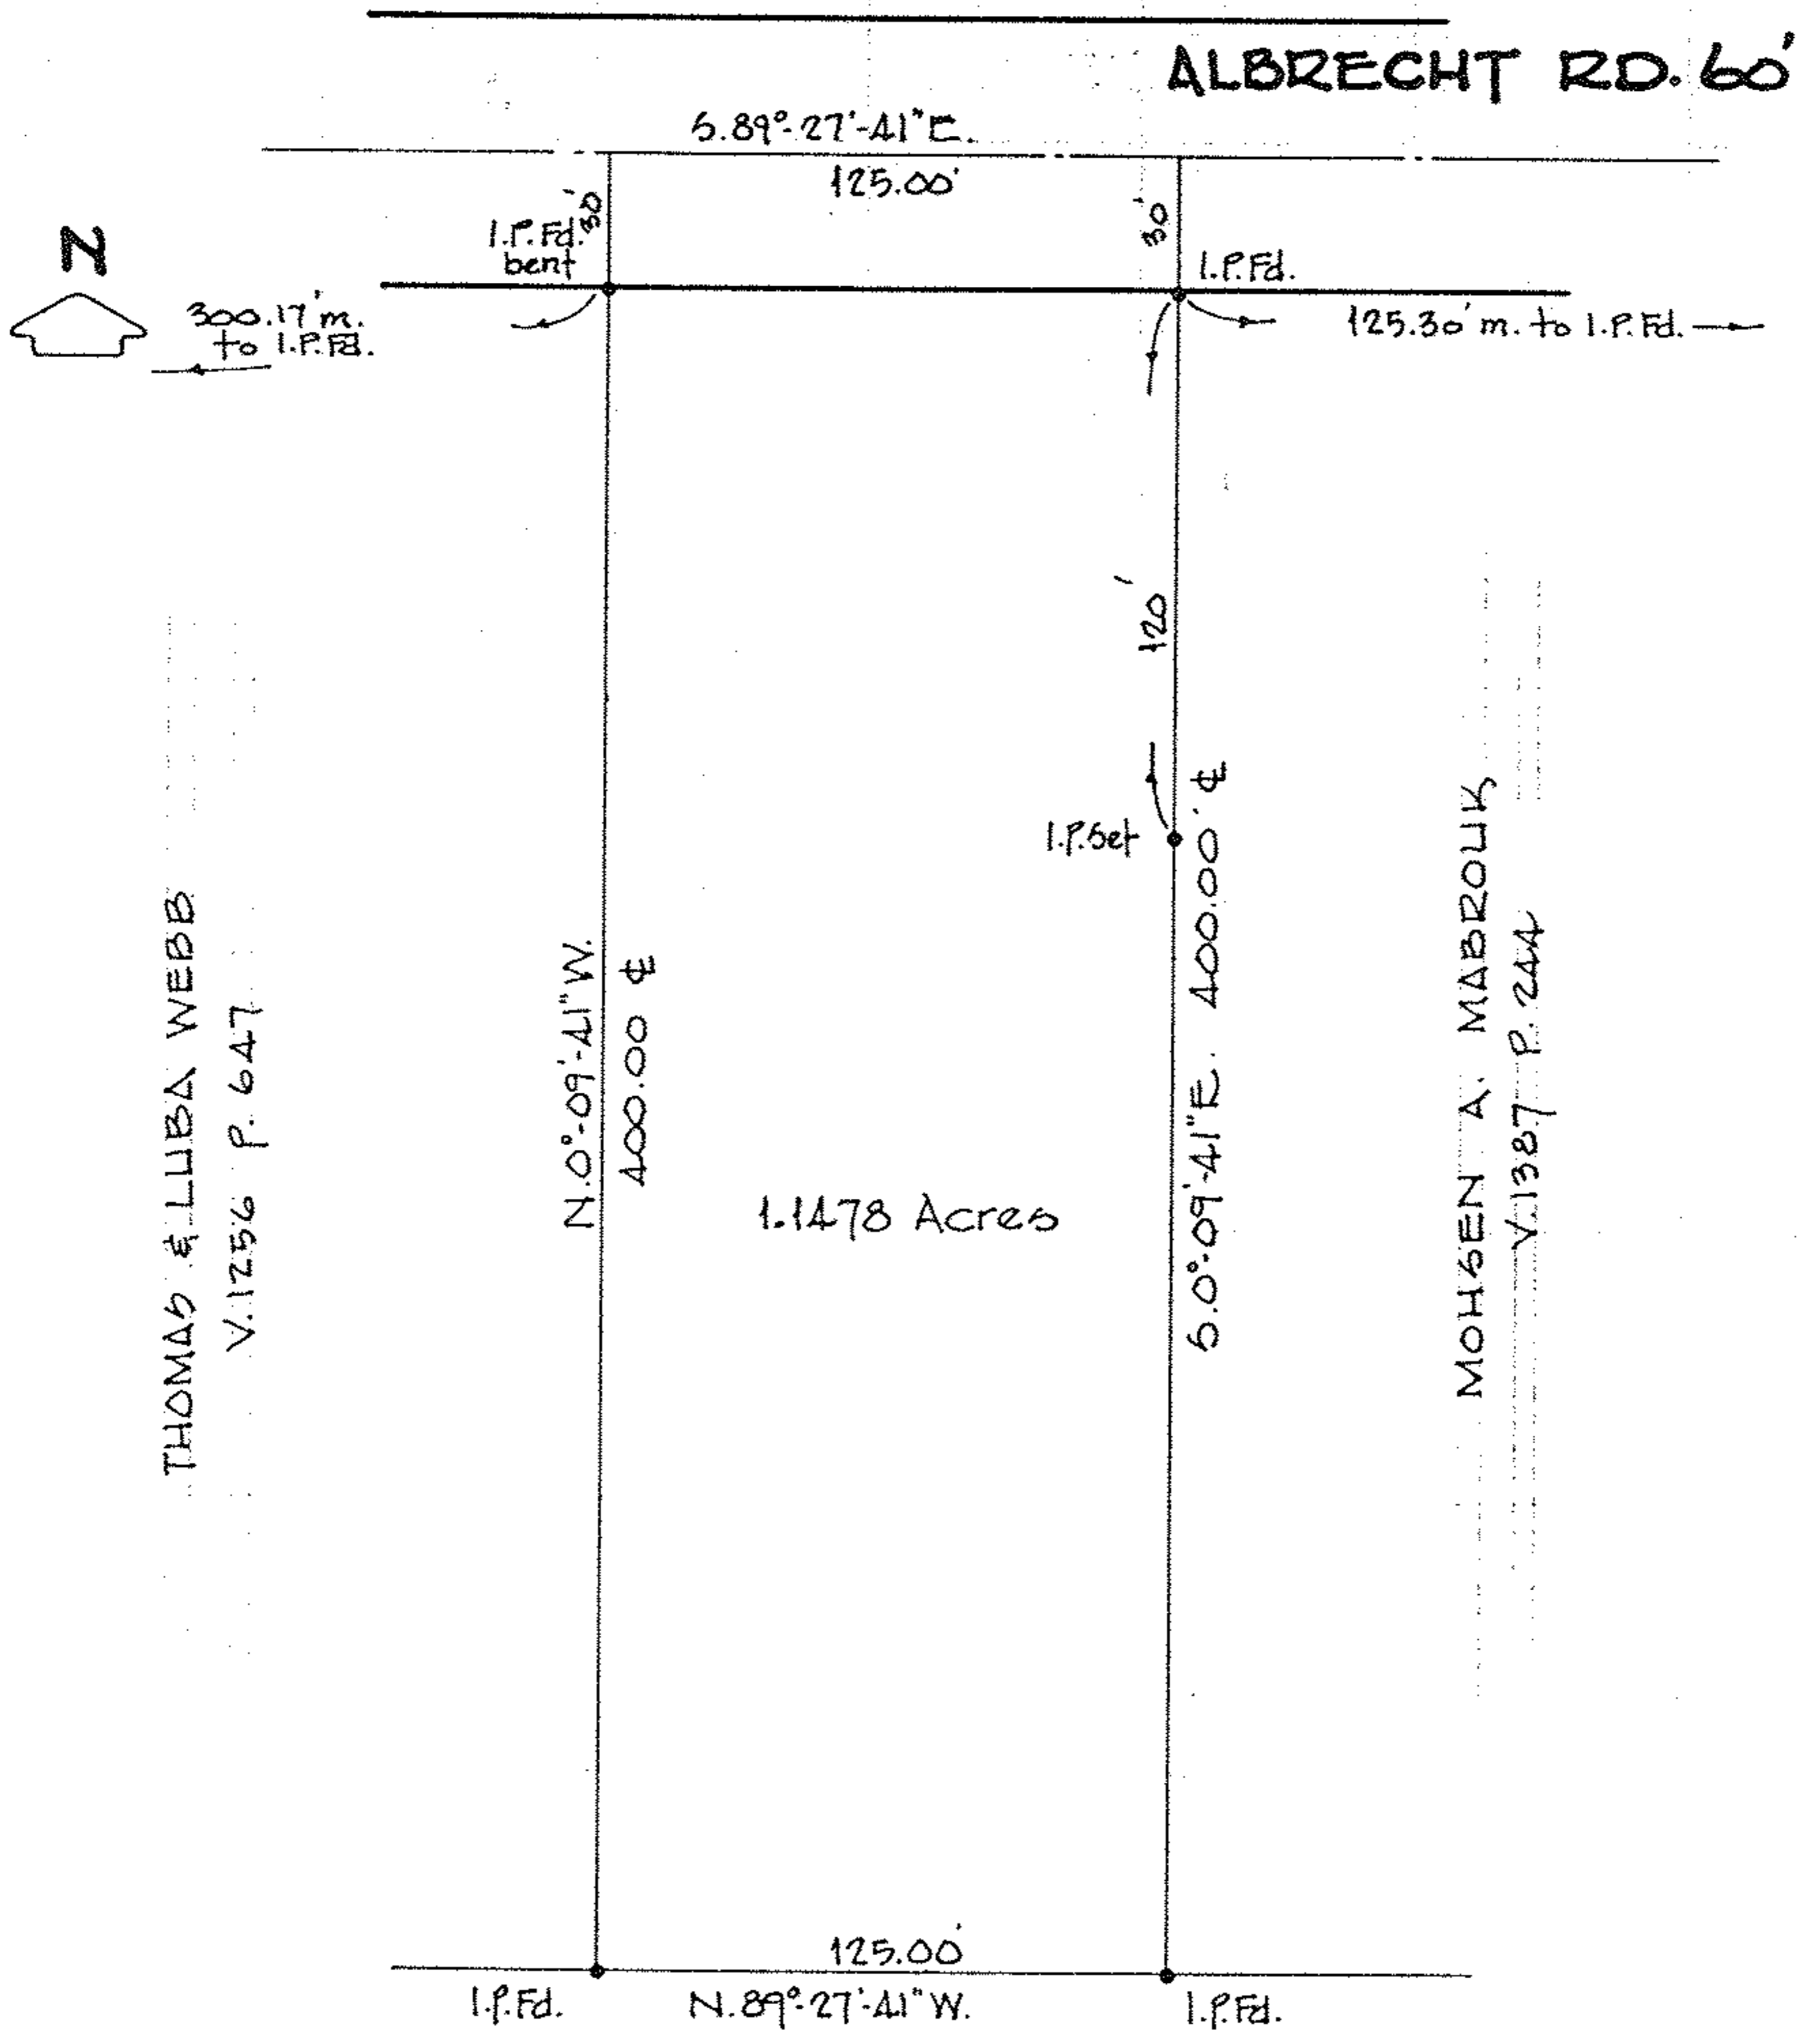 ALBRECHT RD. 60'
S.89°-27'-41"E.
125.00'
30'
30'
I.P.Fd.
bent
I.P.Fd.
N
300.17' m.
to I.P.Fd.
125.30' m. to I.P.Fd.
120'
I.P.Set
THOMAS & LUBA WEBB
V.1256 P. 647
N.0°-09'-41"W.
400.00 ℄
1.1478 Acres
S.0°-09'-41"E. 400.00' ℄
MOHSEN A. MABROUK
V.1387 P. 244
125.00'
I.P.Fd.
N.89°-27'-41"W.
I.P.Fd.